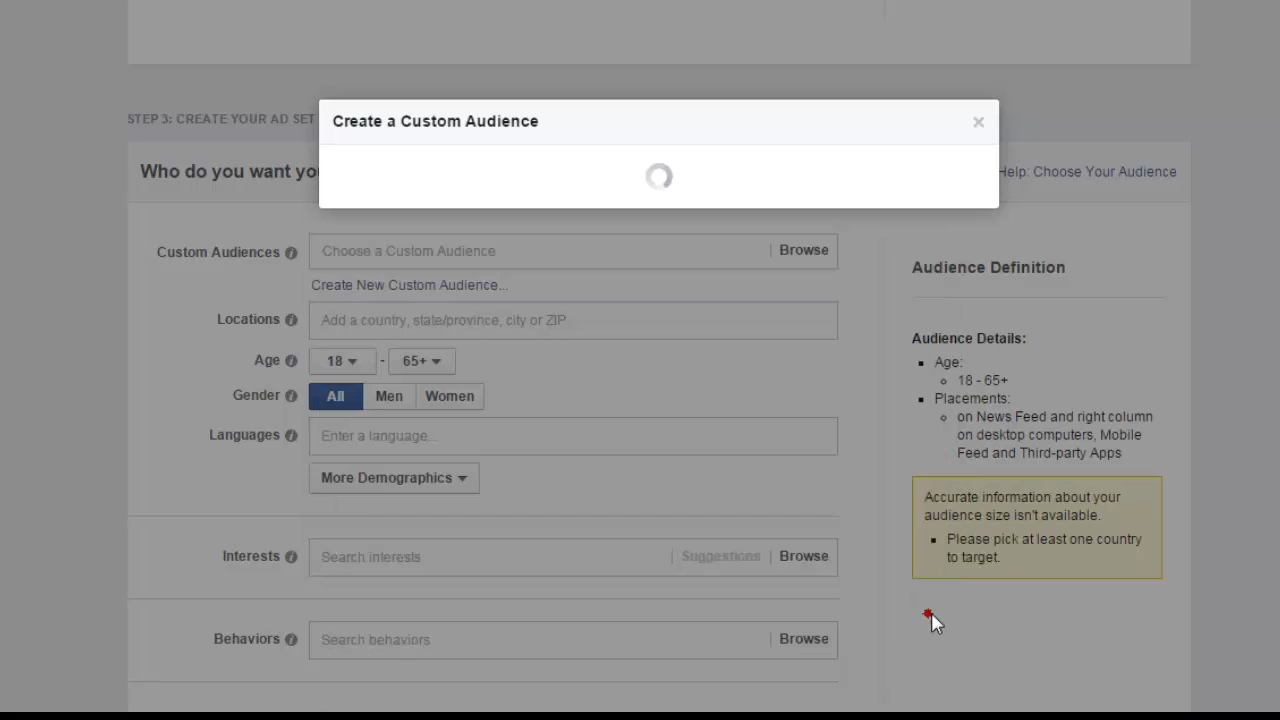 STEP 3: CREATE YOUR AD SET
Create a Custom Audience
Who do you want you
Help: Choose Your Audience
Custom Audiences
Choose a Custom Audience
Browse
Create New Custom Audience...
Locations
Add a country, state/province, city or ZIP
Age
18 - 65+
Gender
All Men Women
Languages
Enter a language...
More Demographics
Interests
Search interests
Suggestions Browse
Behaviors
Search behaviors
Browse
Audience Definition
Audience Details:
Age:
18 - 65+
Placements:
on News Feed and right column
on desktop computers, Mobile
Feed and Third-party Apps
Accurate information about your
audience size isn't available.
Please pick at least one country
to target.